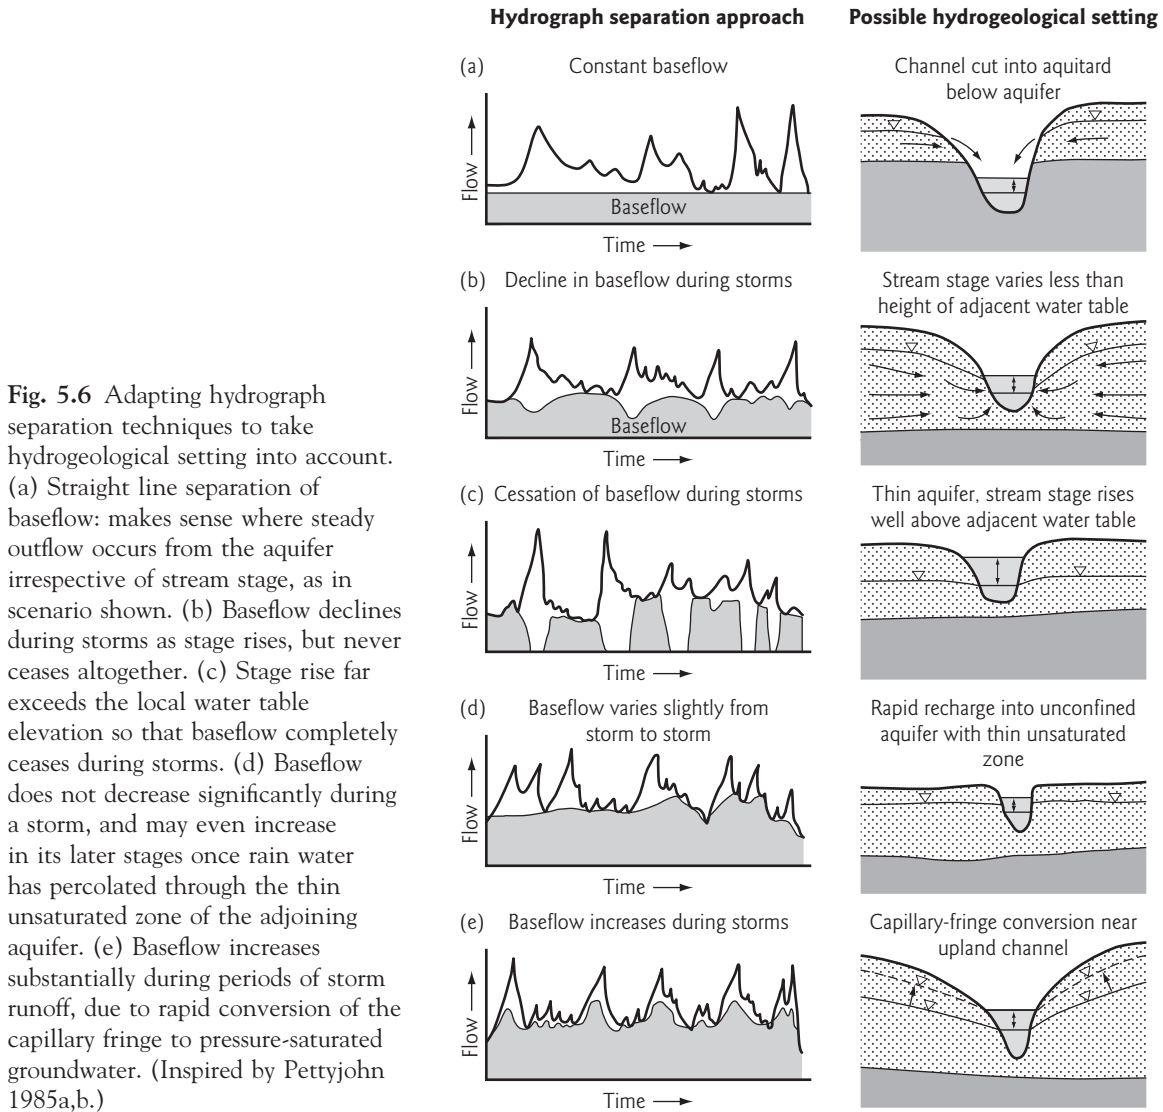 Hydrograph separation approach
Possible hydrogeological setting
(a) Constant baseflow
Flow
Baseflow
Time
Channel cut into aquitard
below aquifer
(b) Decline in baseflow during storms
Flow
Baseflow
Time
Stream stage varies less than
height of adjacent water table
(c) Cessation of baseflow during storms
Flow
Time
Thin aquifer, stream stage rises
well above adjacent water table
(d) Baseflow varies slightly from
storm to storm
Flow
Time
Rapid recharge into unconfined
aquifer with thin unsaturated
zone
(e) Baseflow increases during storms
Flow
Time
Capillary-fringe conversion near
upland channel
Fig. 5.6 Adapting hydrograph
separation techniques to take
hydrogeological setting into account.
(a) Straight line separation of
baseflow: makes sense where steady
outflow occurs from the aquifer
irrespective of stream stage, as in
scenario shown. (b) Baseflow declines
during storms as stage rises, but never
ceases altogether. (c) Stage rise far
exceeds the local water table
elevation so that baseflow completely
ceases during storms. (d) Baseflow
does not decrease significantly during
a storm, and may even increase
in its later stages once rain water
has percolated through the thin
unsaturated zone of the adjoining
aquifer. (e) Baseflow increases
substantially during periods of storm
runoff, due to rapid conversion of the
capillary fringe to pressure-saturated
groundwater. (Inspired by Pettyjohn
1985a,b.)